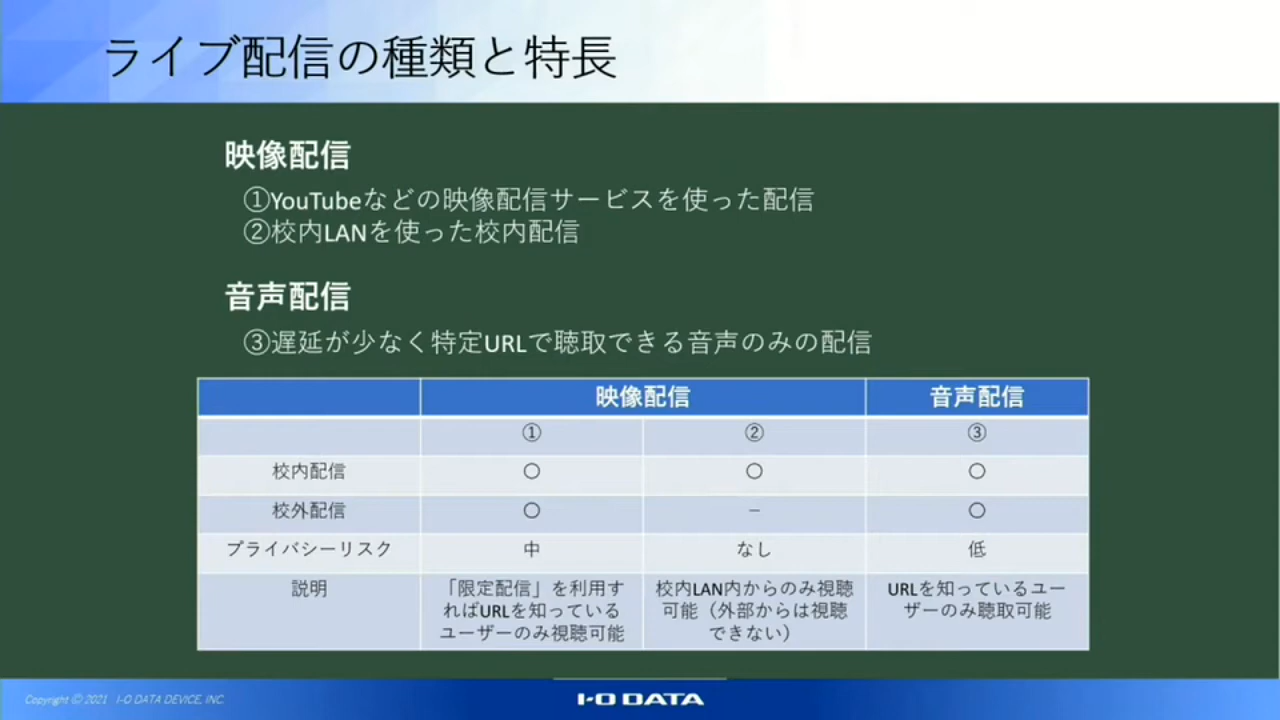 ライブ配信の種類と特長
映像配信
①YouTubeなどの映像配信サービスを使った配信
②校内LANを使った校内配信
音声配信
③遅延が少なく特定URLで聴取できる音声のみの配信
映像配信 音声配信
① ② ③
校内配信 〇 〇 〇
校外配信 〇 － 〇
プライバシーリスク 中 なし 低
説明
「限定配信」を利用す
ればURLを知っている
ユーザーのみ視聴可能
校内LAN内からのみ視聴
可能（外部からは視聴
できない）
URLを知っているユー
ザーのみ聴取可能
Copyright © 2021 I-O DATA DEVICE, INC.
I-O DATA